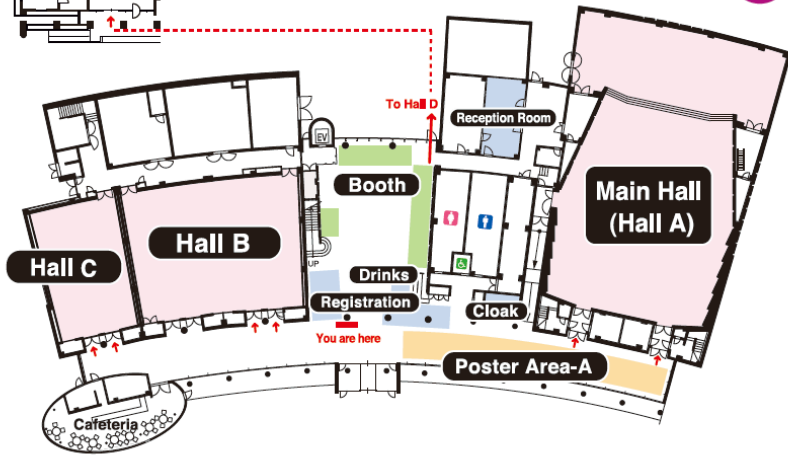 To Hall D
EV
Reception Room
Booth
Main Hall
(Hall A)
Hall B
Hall C
UP
Drinks
Registration
Cloak
You are here
Poster Area-A
Cafeteria